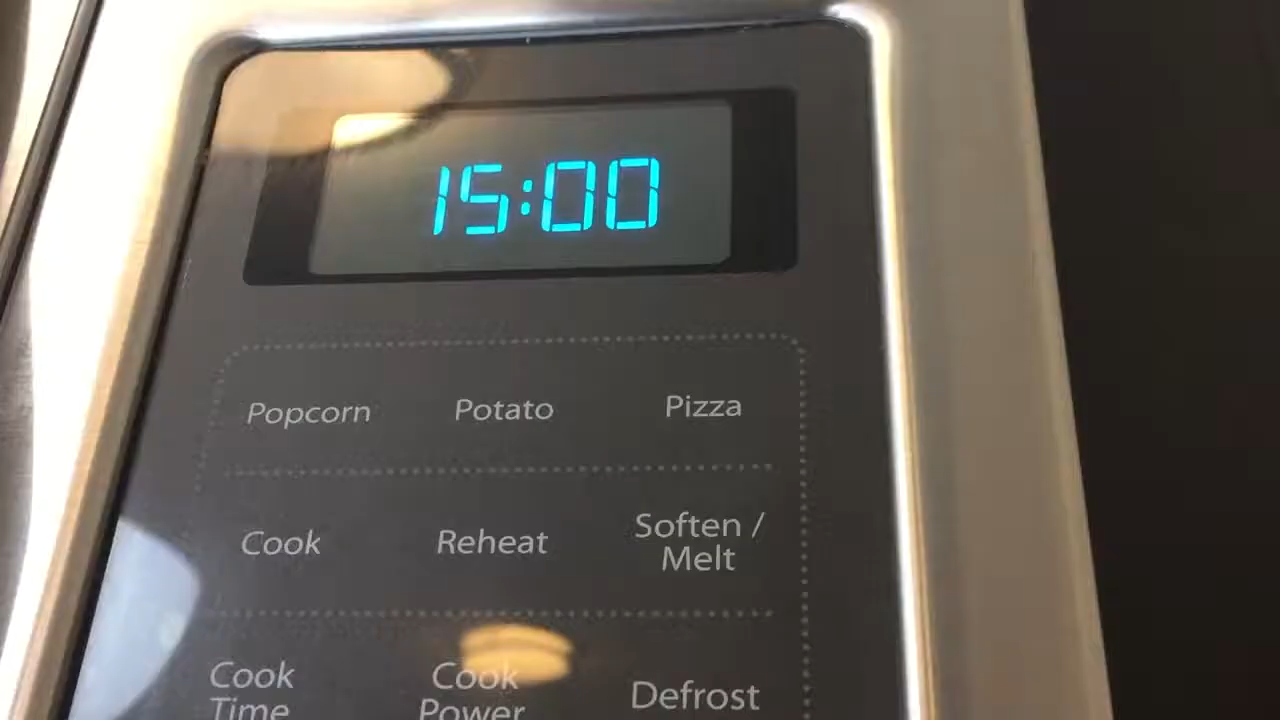 15:00
Popcorn Potato Pizza
Cook Reheat Soften / Melt
Cook Time Cook Power Defrost